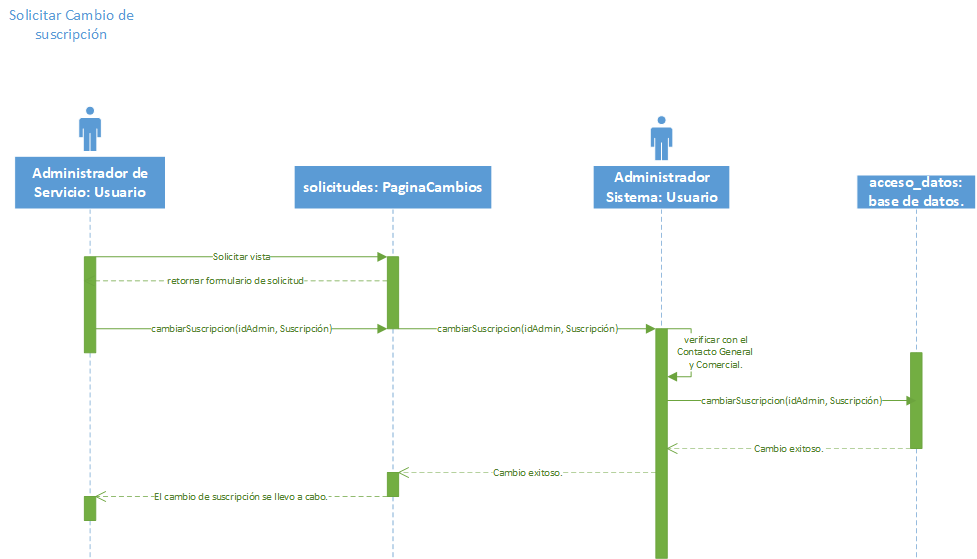 Solicitar Cambio de
suscripción
Administrador de
Servicio: Usuario
solicitudes: PaginaCambios
Administrador
Sistema: Usuario
acceso_datos:
base de datos.
Solicitar vista
retornar formulario de solicitud
cambiarSuscripcion(idAdmin, Suscripción)
cambiarSuscripcion(idAdmin, Suscripción)
verificar con el
Contacto General
y Comercial.
cambiarSuscripcion(idAdmin, Suscripción)
Cambio exitoso.
Cambio exitoso.
El cambio de suscripción se llevo a cabo.